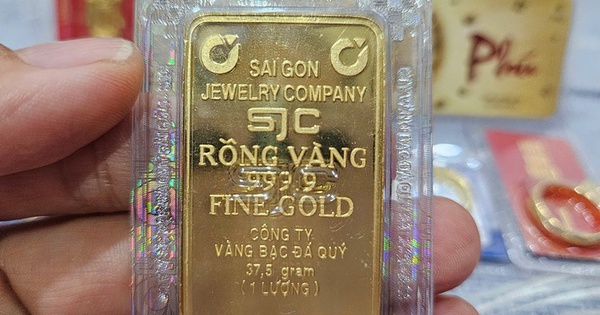 SAI GON
JEWELRY COMPANY
SJC
RỒNG VÀNG
999.9
FINE GOLD
CÔNG TY
VÀNG BẠC ĐÁ QUÝ
37,5 gram
(1 LƯỢNG)
Phú